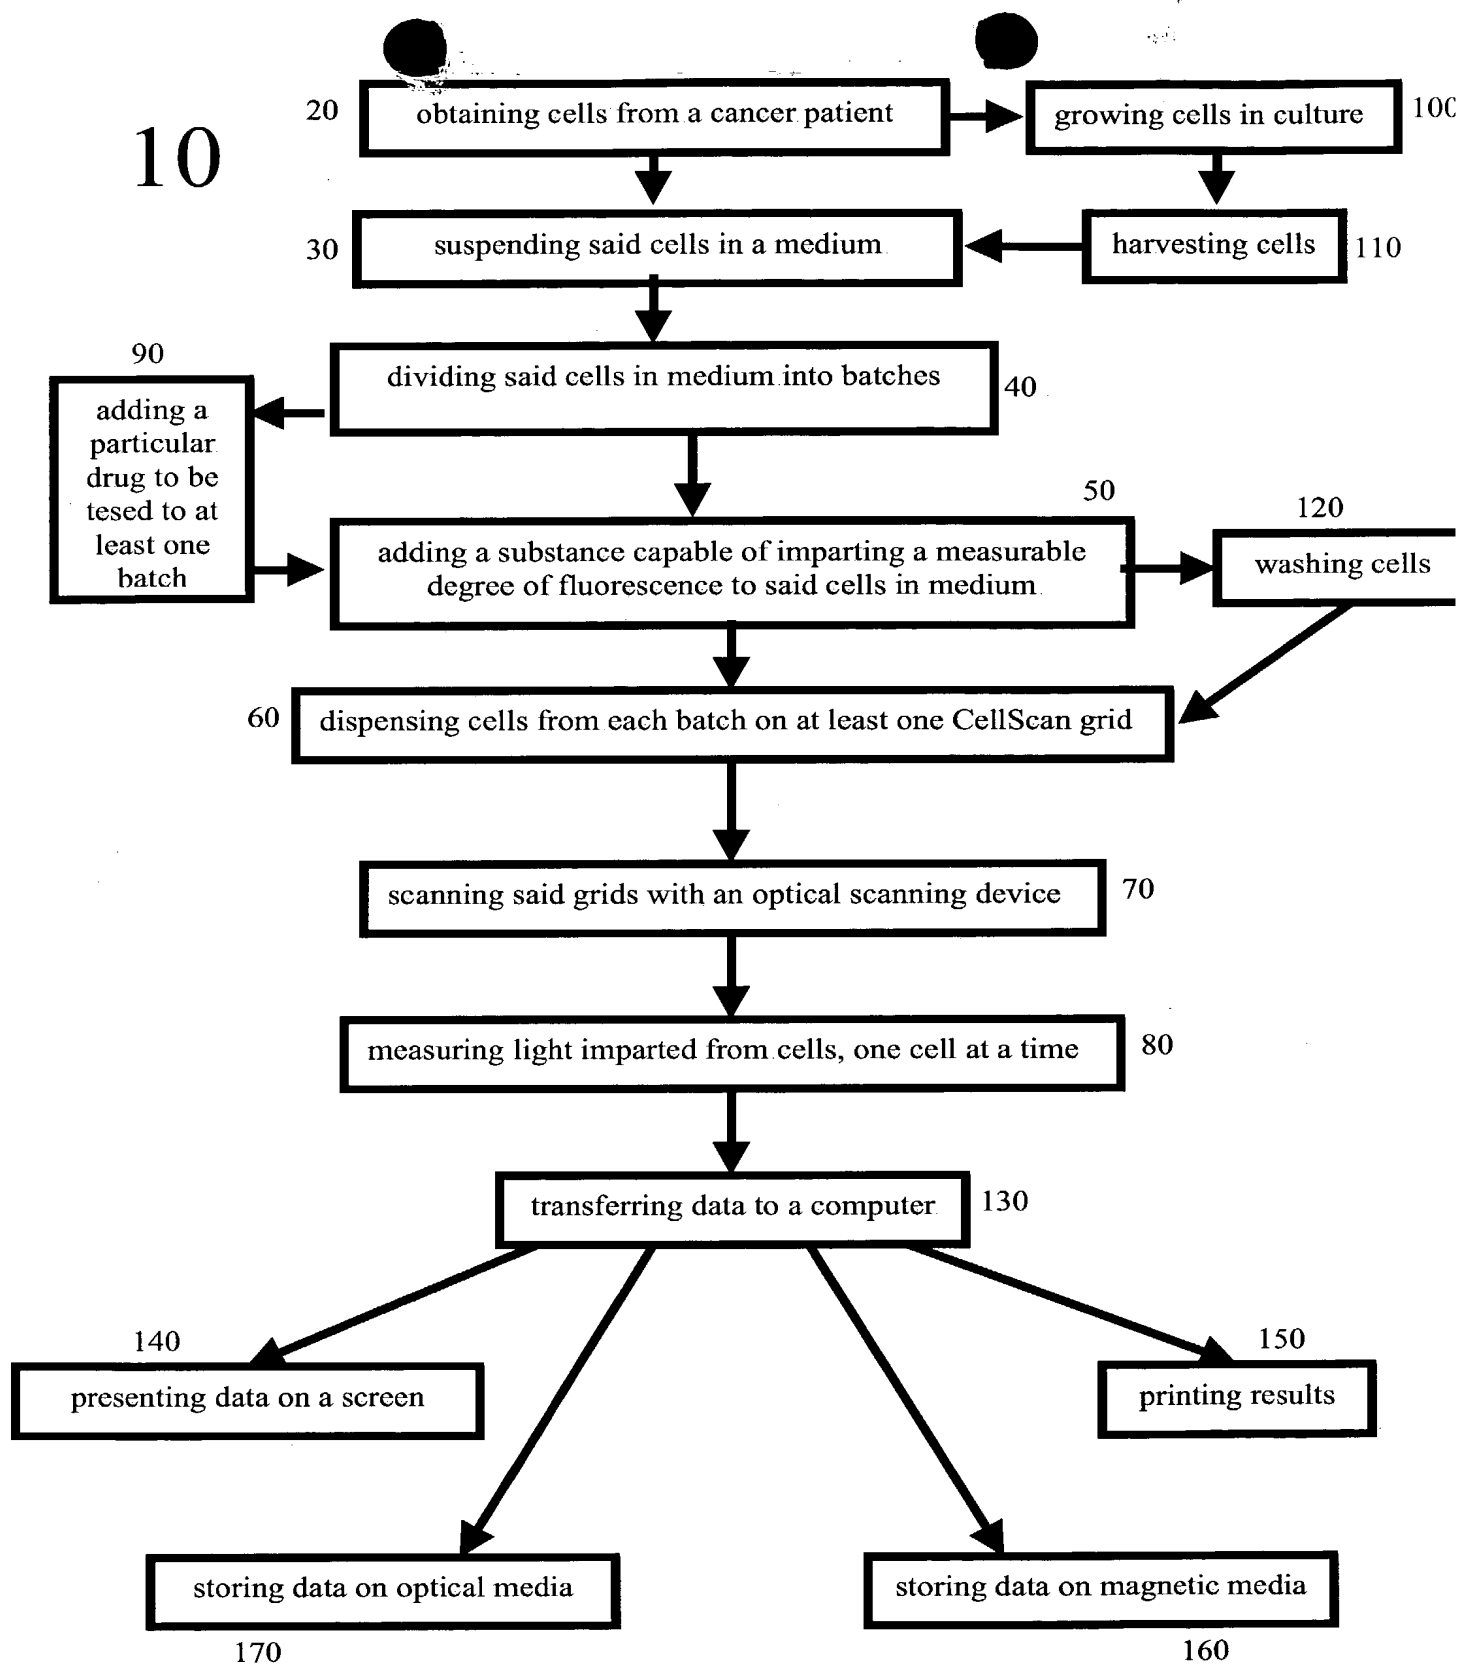 20
obtaining cells from a cancer patient
growing cells in culture
100
10
30
suspending said cells in a medium
harvesting cells
110
90
dividing said cells in medium into batches
40
adding a
particular
drug to be
tesed to at
least one
batch
50
adding a substance capable of imparting a measurable
degree of fluorescence to said cells in medium
120
washing cells
60
dispensing cells from each batch on at least one CellScan grid
scanning said grids with an optical scanning device
70
measuring light imparted from cells, one cell at a time
80
transferring data to a computer
130
140
presenting data on a screen
150
printing results
storing data on optical media
170
storing data on magnetic media
160